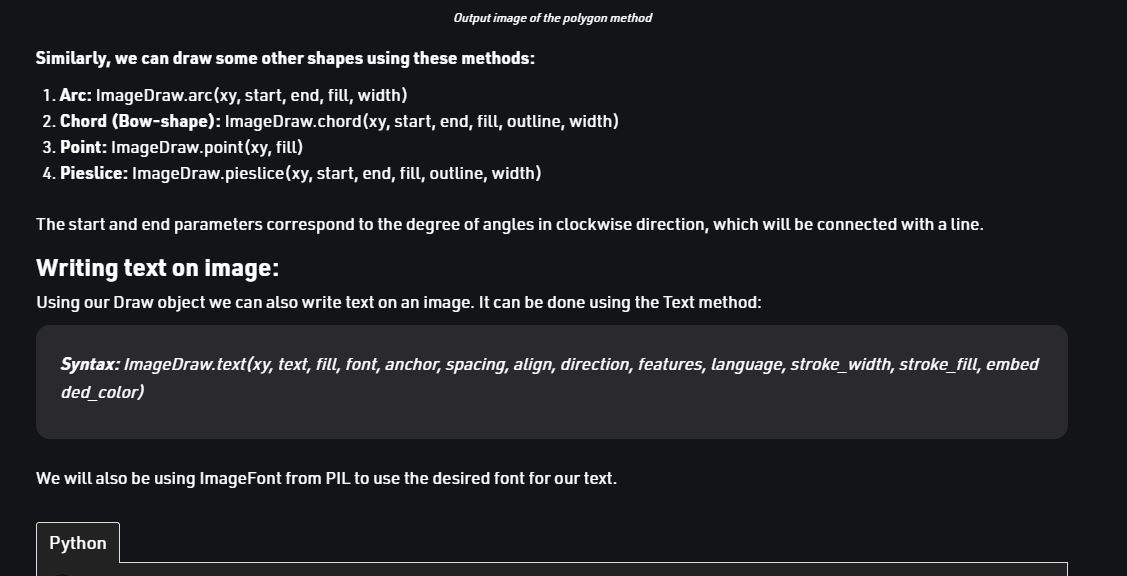 Output image of the polygon method
Similarly, we can draw some other shapes using these methods:
1. Arc: ImageDraw.arc(xy, start, end, fill, width)
2. Chord (Bow-shape): ImageDraw.chord(xy, start, end, fill, outline, width)
3. Point: ImageDraw.point(xy, fill)
4. Pieslice: ImageDraw.pieslice(xy, start, end, fill, outline, width)
The start and end parameters correspond to the degree of angles in clockwise direction, which will be connected with a line.
Writing text on image:
Using our Draw object we can also write text on an image. It can be done using the Text method:
Syntax: ImageDraw.text(xy, text, fill, font, anchor, spacing, align, direction, features, language, stroke_width, stroke_fill, embed
ded_color)
We will also be using ImageFont from PIL to use the desired font for our text.
Python